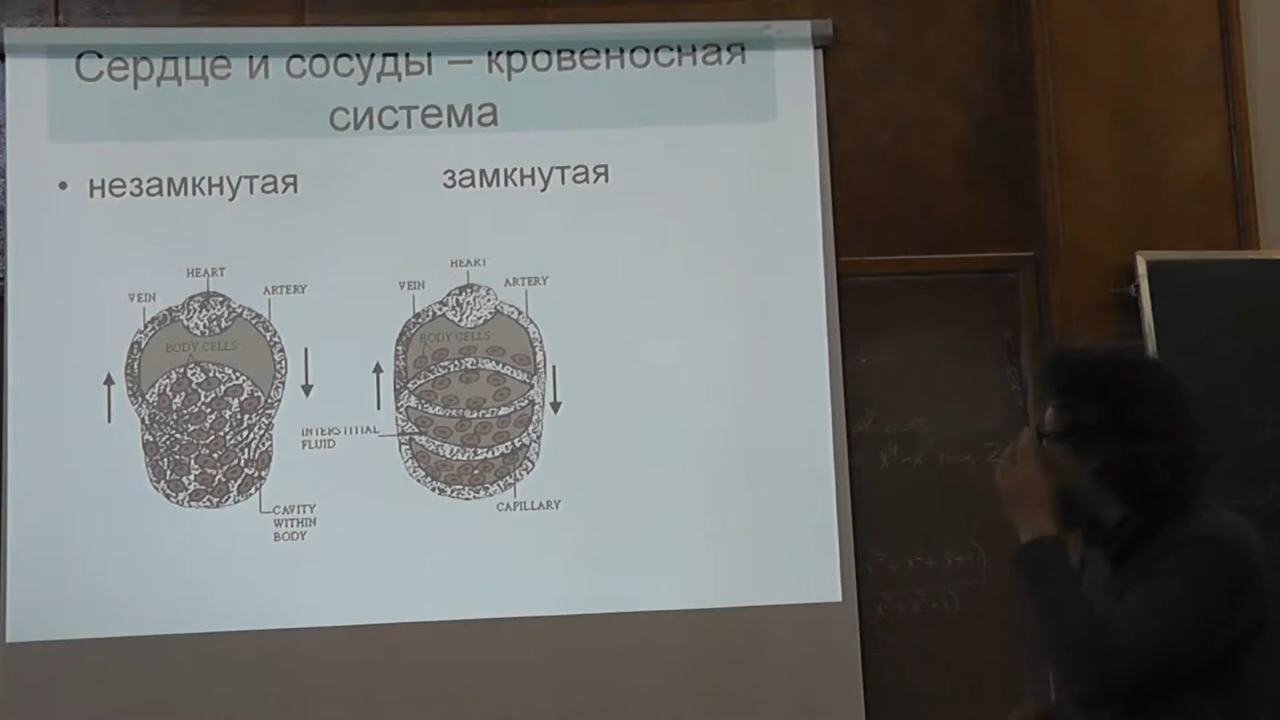 Сердце и сосуды – кровеносная
система
• незамкнутая
замкнутая
HEART
VEIN
ARTERY
BODY CELLS
CAVITY
WITHIN
BODY
HEART
VEIN
ARTERY
BODY CELLS
INTERSTITIAL
FLUID
CAPILLARY